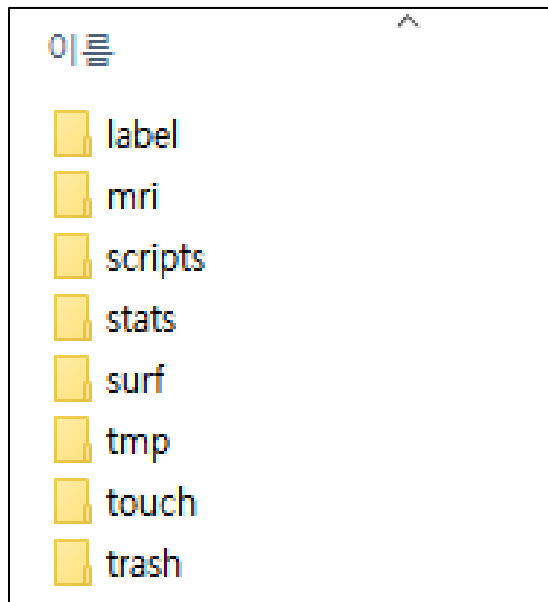 이름
label
mri
scripts
stats
surf
tmp
touch
trash